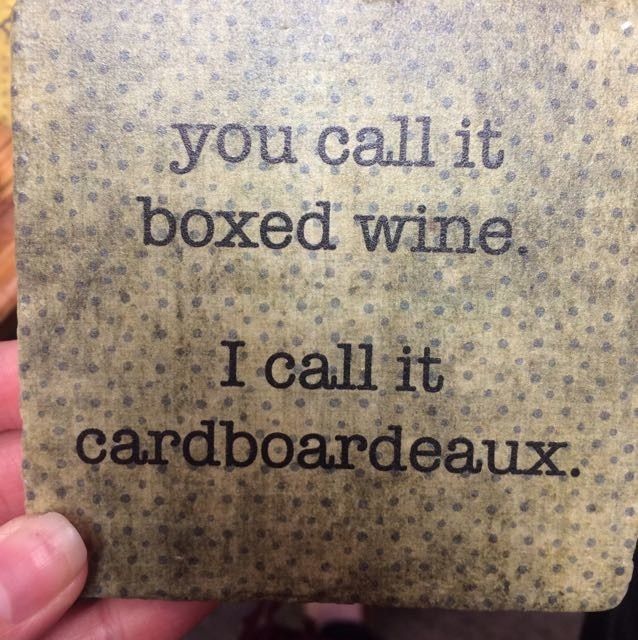 you call it
boxed wine.
I call it
cardboardeaux.